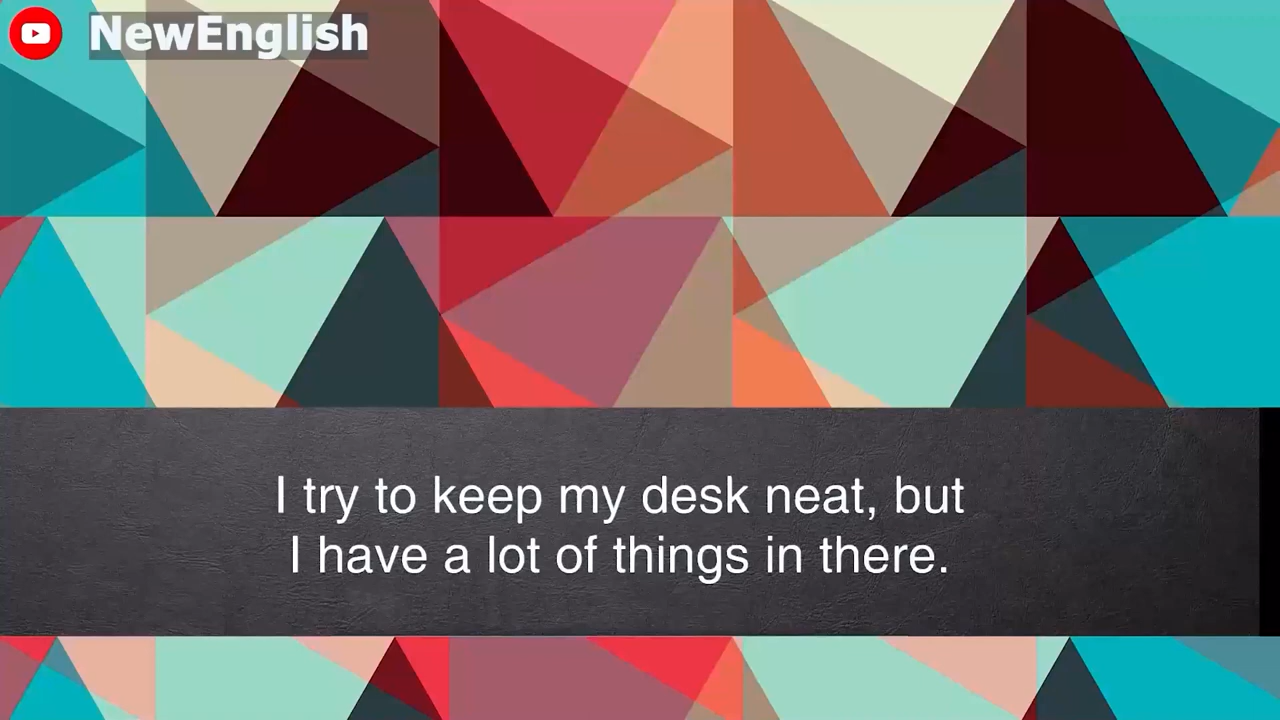 NewEnglish
I try to keep my desk neat, but
I have a lot of things in there.